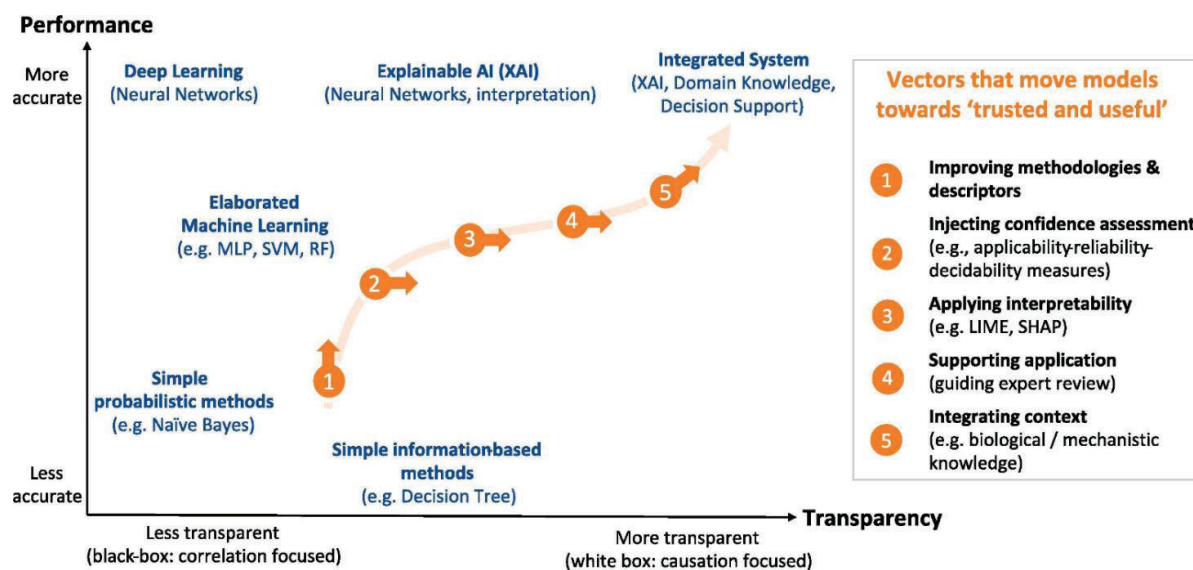 Performance
More
accurate
Deep Learning
(Neural Networks)
Explainable AI (XAI)
(Neural Networks, interpretation)
Integrated System
(XAI, Domain Knowledge,
Decision Support)
Elaborated
Machine Learning
(e.g. MLP, SVM, RF)
5
4
3
2
1
Simple
probabilistic methods
(e.g. Naïve Bayes)
Simple information-based
methods
(e.g. Decision Tree)
Less
accurate
Transparency
Less transparent
(black-box: correlation focused)
More transparent
(white box: causation focused)
Vectors that move models
towards ‘trusted and useful’
1 Improving methodologies &
descriptors
Injecting confidence assessment
2 (e.g., applicability-reliability-
decidability measures)
3 Applying interpretability
(e.g. LIME, SHAP)
4 Supporting application
(guiding expert review)
Integrating context
5 (e.g. biological / mechanistic
knowledge)